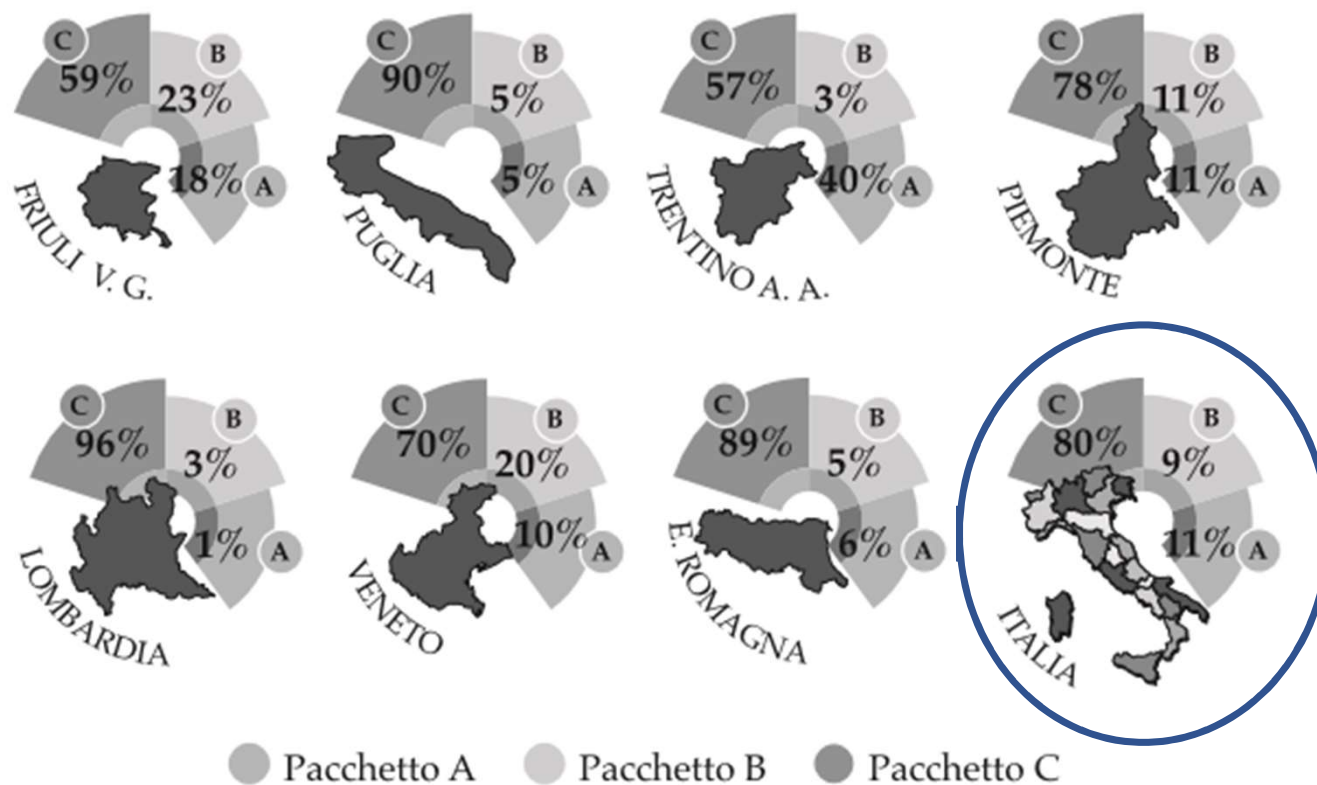 C
59%
B
23%
18%
A
FRIULI V. G.
C
90%
B
5%
5%
A
PUGLIA
C
57%
B
3%
40%
A
TRENTINO A. A.
C
78%
B
11%
11%
A
PIEMONTE
C
96%
B
3%
1%
A
LOMBARDIA
C
70%
B
20%
10%
A
VENETO
C
89%
B
5%
6%
A
E. ROMAGNA
C
80%
B
9%
11%
A
ITALIA
Pacchetto A
Pacchetto B
Pacchetto C